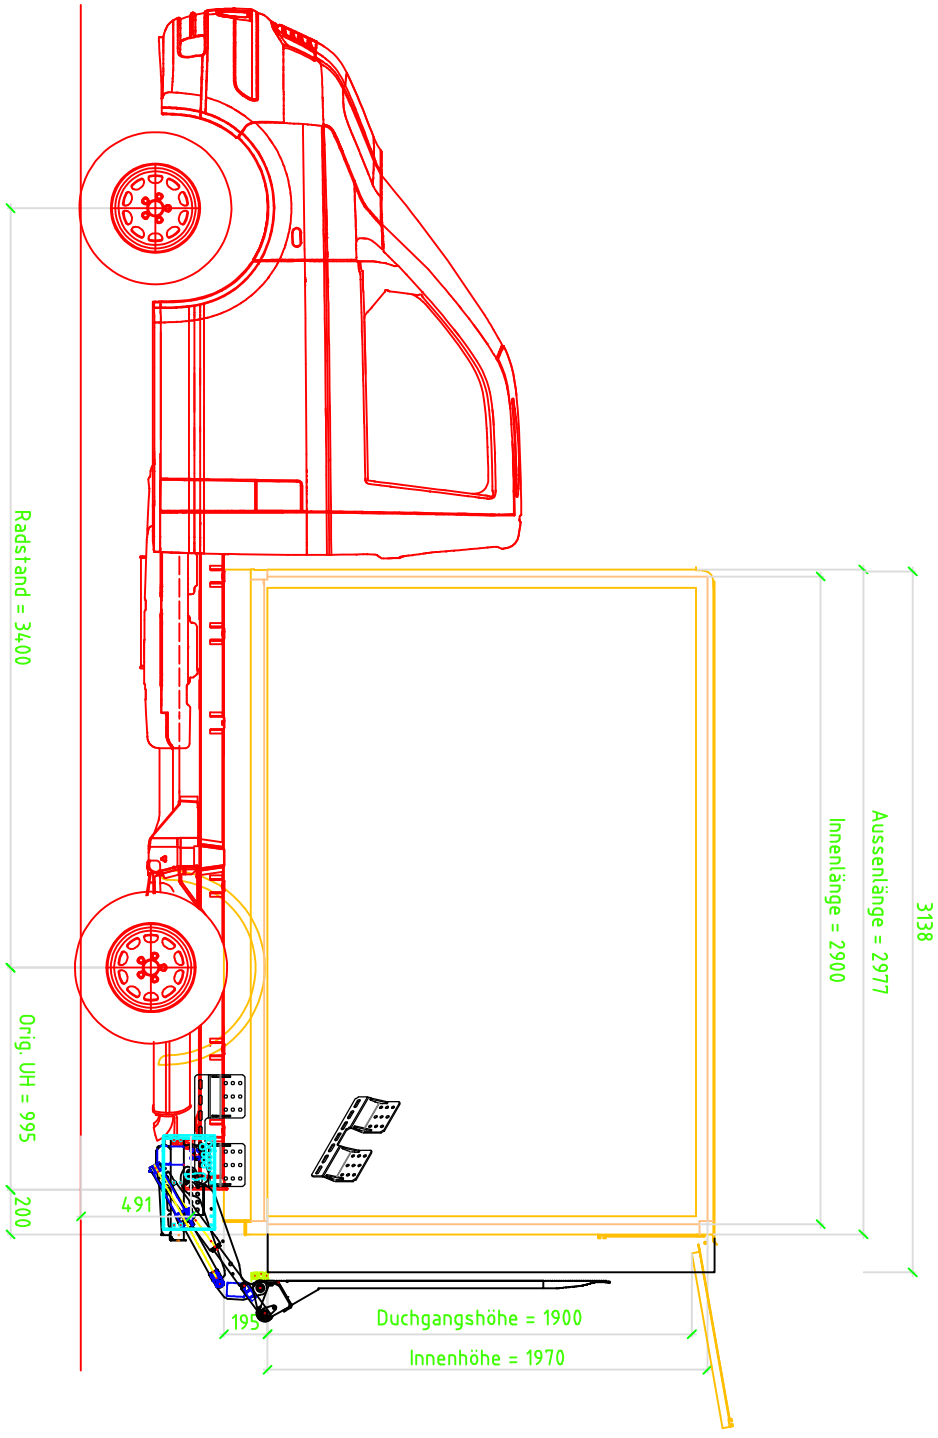 3138
Aussenlänge = 2977
Innenlänge = 2900
Radstand = 3400
Orig. UH = 995
200
491
195
Duchgangshöhe = 1900
Innenhöhe = 1970